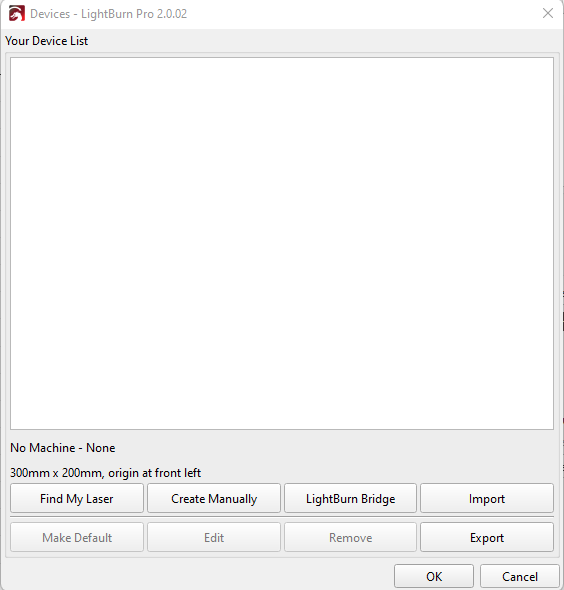 Devices - LightBurn Pro 2.0.02
Your Device List
No Machine - None
300mm x 200mm, origin at front left
Find My Laser Create Manually LightBurn Bridge Import
Make Default Edit Remove Export
OK Cancel